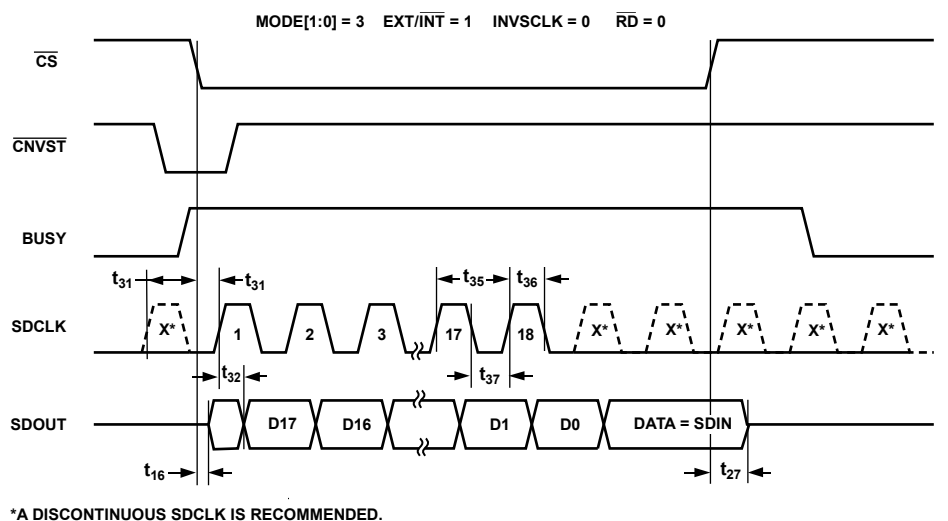 MODE[1:0] = 3 EXT/INT = 1 INVSCLK = 0 RD = 0
CS
CNVST
BUSY
t31 t31 t35 t36
SDCLK X* 1 2 3 17 18 X* X* X* X* X*
t32 t37
SDOUT D17 D16 D1 D0 DATA = SDIN
t16 t27
*A DISCONTINUOUS SDCLK IS RECOMMENDED.